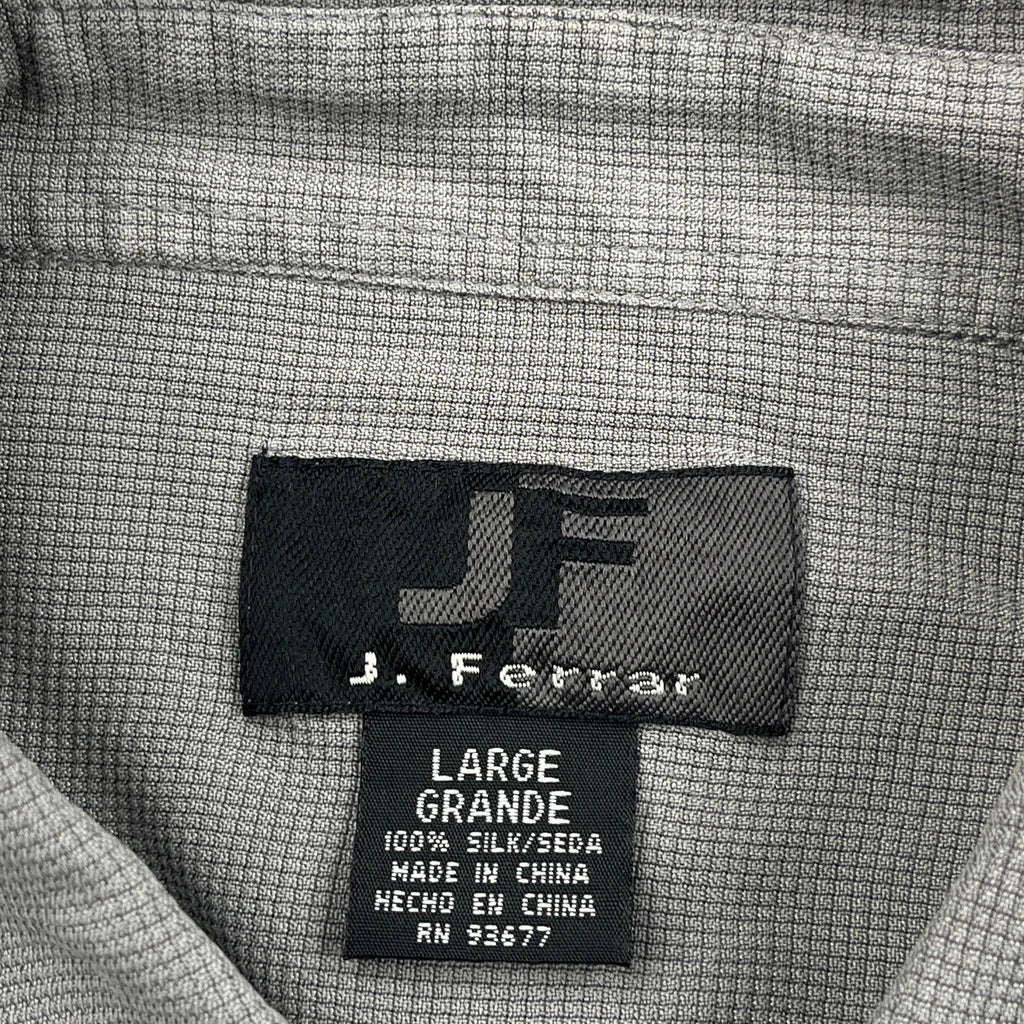 JF
J. Ferrar
LARGE
GRANDE
100% SILK/SEDA
MADE IN CHINA
HECHO EN CHINA
RN 93677